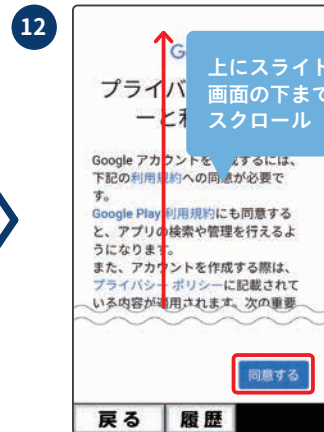 12
上にスライド
画面の下まで
スクロール
プライバ
ーと利
Google アカウントを 成するには、
下記の利用規約への同意が必要で
す。
Google Play 利用規約にも同意する
と、アプリの検索や管理を行えるよ
うになります。
また、アカウントを作成する際は、
プライバシー ポリシーに記載されて
いる内容が適用されます。次の重要
同意する
戻る
履歴